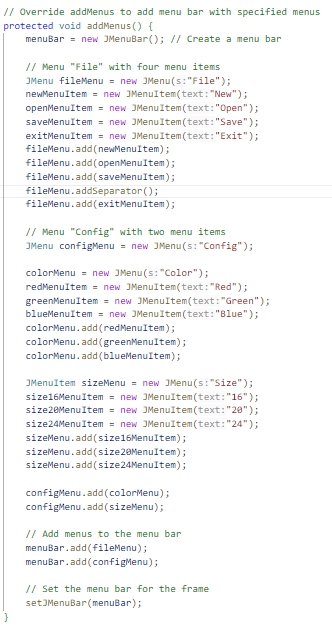 // Override addMenus to add menu bar with specified menus
protected void addMenus() {
menuBar = new JMenuBar(); // Create a menu bar
// Menu "File" with four menu items
JMenu fileMenu = new JMenu(s:"File");
newMenuItem = new JMenuItem(text:"New");
openMenuItem = new JMenuItem(text:"Open");
saveMenuItem = new JMenuItem(text:"Save");
exitMenuItem = new JMenuItem(text:"Exit");
fileMenu.add(newMenuItem);
fileMenu.add(openMenuItem);
fileMenu.add(saveMenuItem);
fileMenu.addSeparator();
fileMenu.add(exitMenuItem);
// Menu "Config" with two menu items
JMenu configMenu = new JMenu(s:"Config");
colorMenu = new JMenu(s:"Color");
redMenuItem = new JMenuItem(text:"Red");
greenMenuItem = new JMenuItem(text:"Green");
blueMenuItem = new JMenuItem(text:"Blue");
colorMenu.add(redMenuItem);
colorMenu.add(greenMenuItem);
colorMenu.add(blueMenuItem);
JMenuItem sizeMenu = new JMenu(s:"Size");
size16MenuItem = new JMenuItem(text:"16");
size20MenuItem = new JMenuItem(text:"20");
size24MenuItem = new JMenuItem(text:"24");
sizeMenu.add(size16MenuItem);
sizeMenu.add(size20MenuItem);
sizeMenu.add(size24MenuItem);
configMenu.add(colorMenu);
configMenu.add(sizeMenu);
// Add menus to the menu bar
menuBar.add(fileMenu);
menuBar.add(configMenu);
// Set the menu bar for the frame
setJMenuBar(menuBar);
}